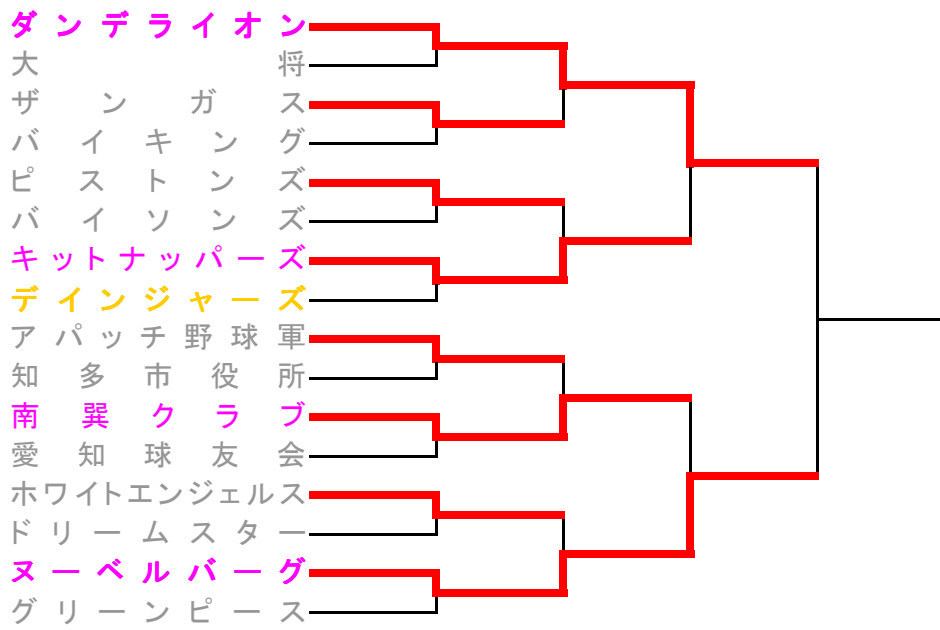 ダンデライオン
大将
ザンガス
バイキング
ピストンズ
バイソンズ
キットナッパーズ
デインジャーズ
アパッチ野球軍
知多市役所
南巽クラブ
愛知球友会
ホワイトエンジェルス
ドリームスター
ヌーベルバーグ
グリーンピース